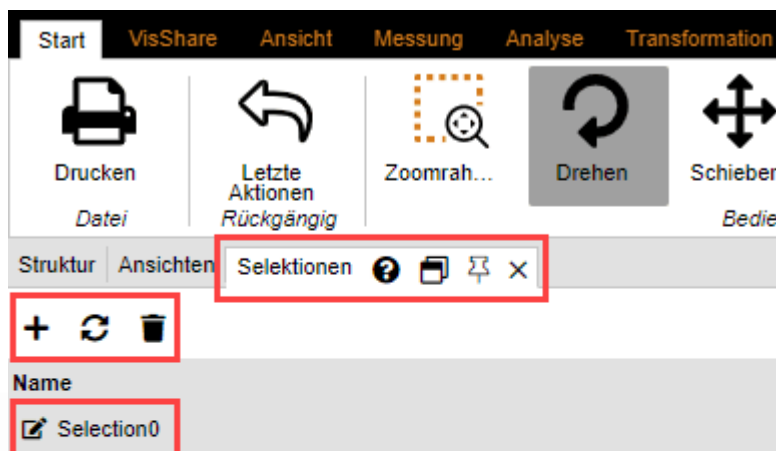 Start VisShare Ansicht Messung Analyse Transformation
Drucken Letzte Aktionen Zoomrah... Drehen Schieben
Datei Rückgängig Bedie
Struktur Ansichten Selektionen
Name
Selection0